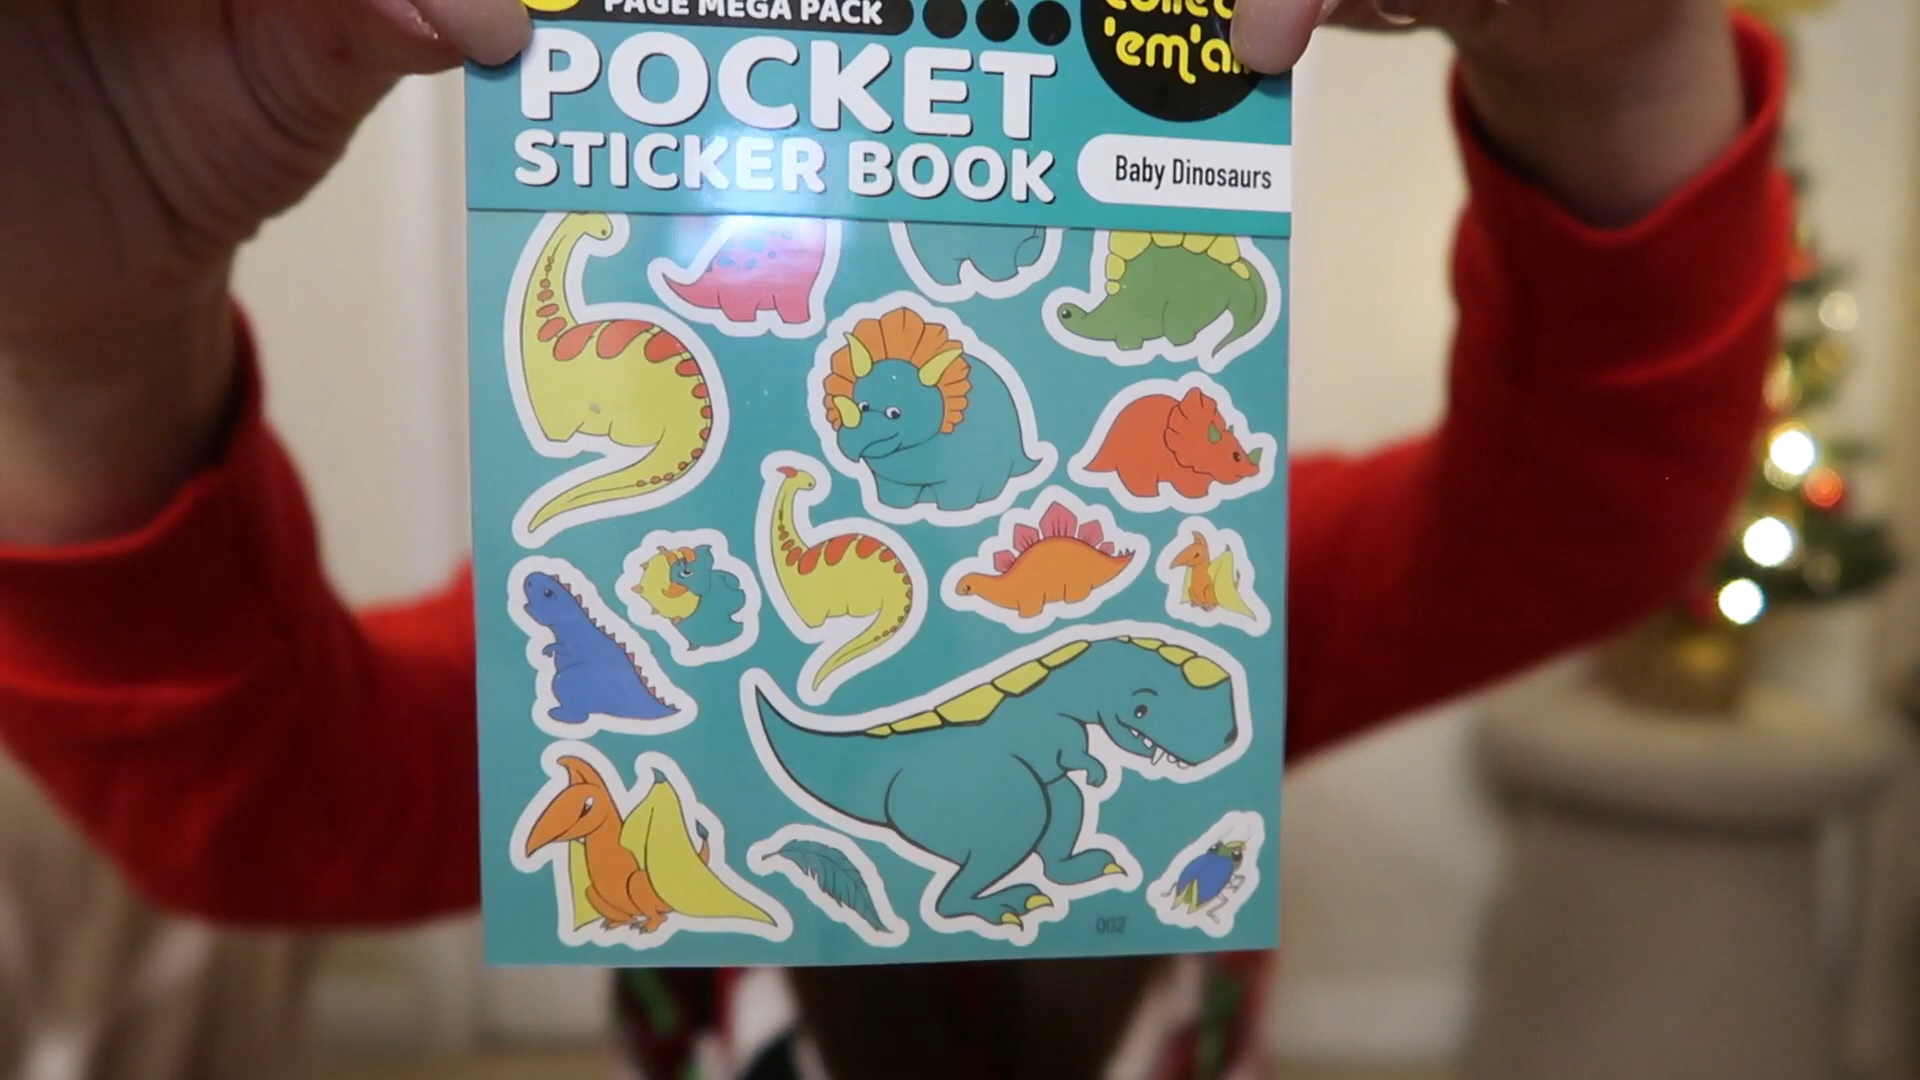 PAGE MEGA PACK
'em'all
POCKET
STICKER BOOK
Baby Dinosaurs
002